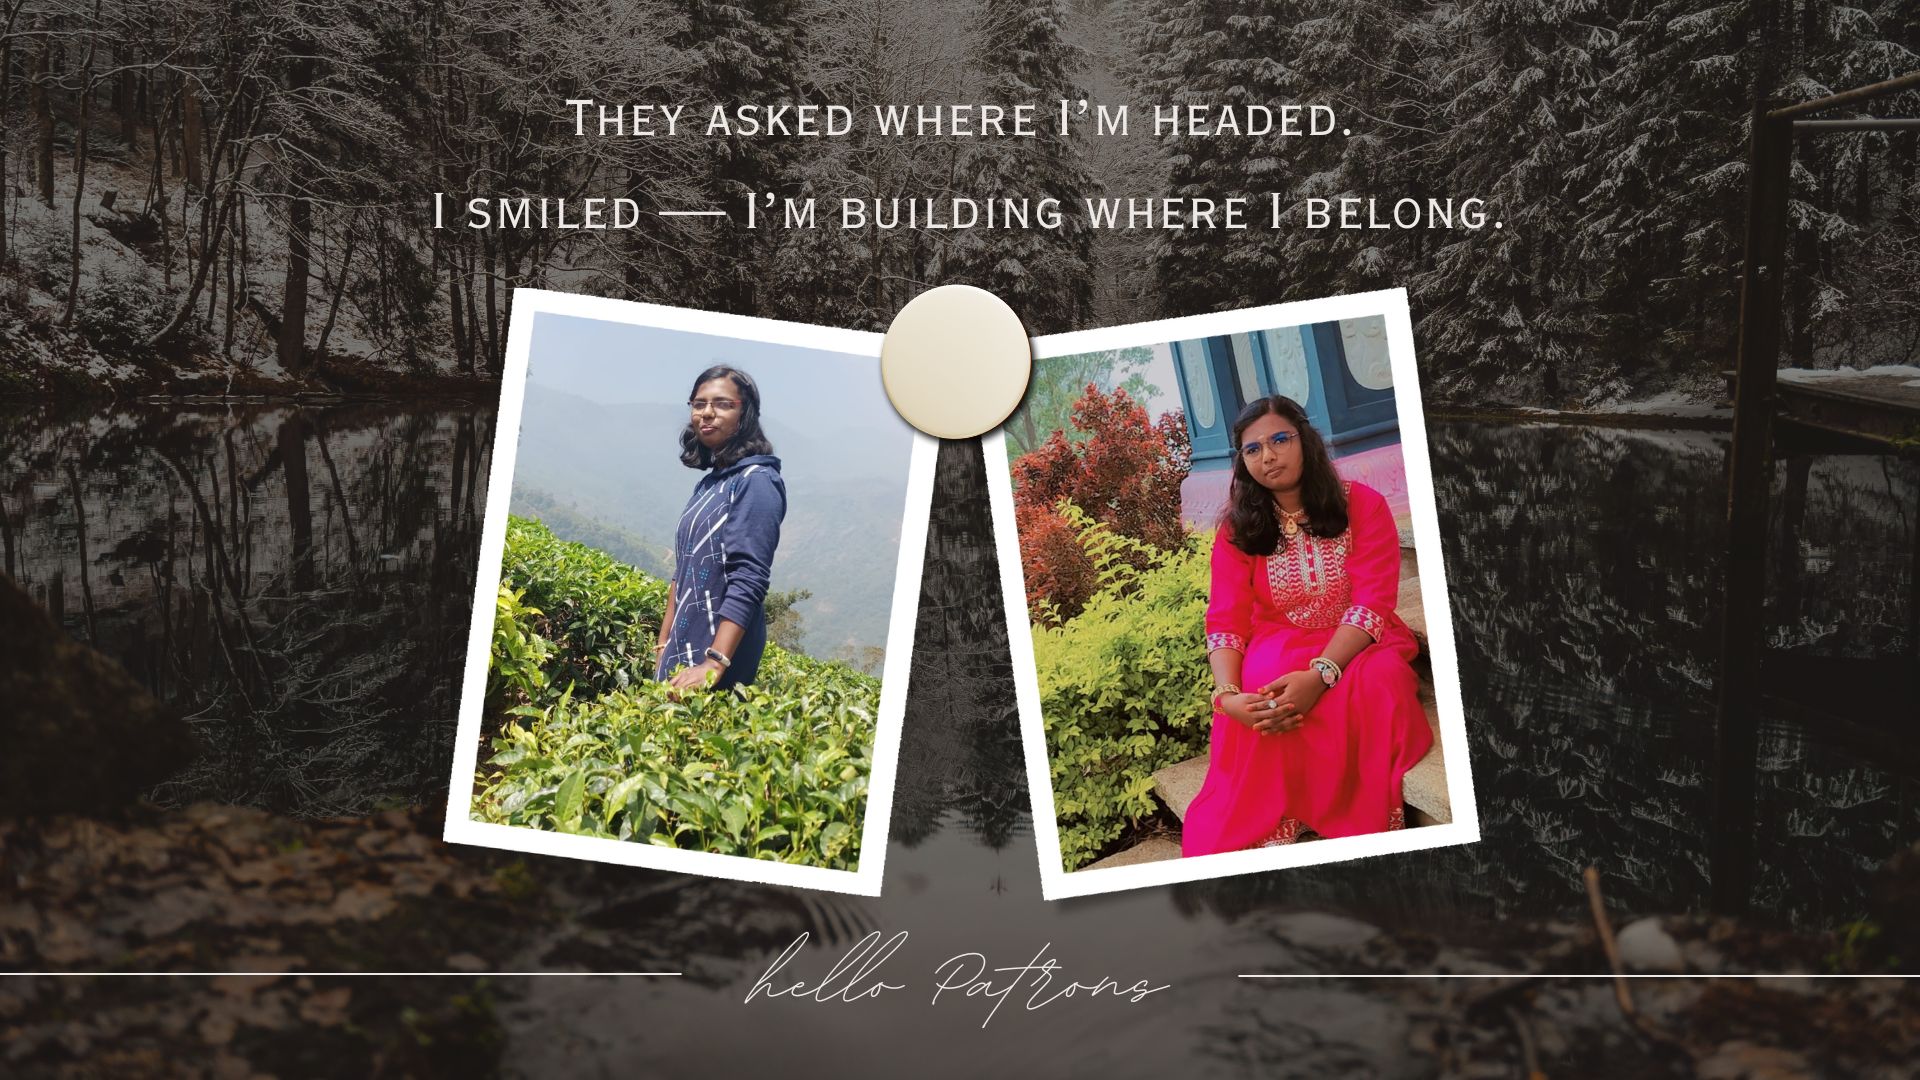 They asked where I’m headed.
I smiled — I’m building where I belong.
hello Patrons